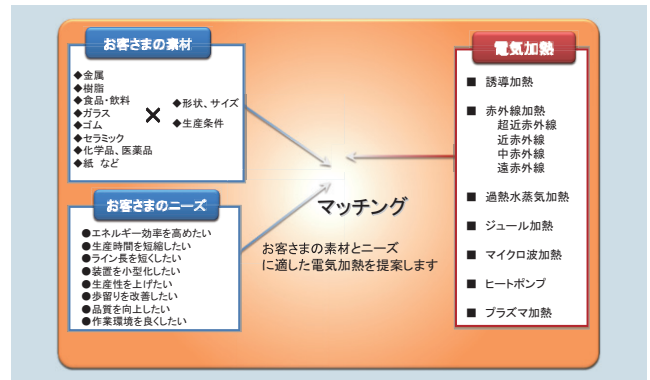 お客さまの素材
◆金属
◆樹脂
◆食品・飲料
◆ガラス
◆ゴム
◆セラミック
◆化学品、医薬品
◆紙 など
×
◆形状、サイズ
◆生産条件
お客さまのニーズ
●エネルギー効率を高めたい
●生産時間を短縮したい
●ライン長を短くしたい
●装置を小型化したい
●生産性を上げたい
●歩留りを改善したい
●品質を向上したい
●作業環境を良くしたい
マッチング
お客さまの素材とニーズ
に適した電気加熱を提案します
電気加熱
■ 誘導加熱
■ 赤外線加熱
超近赤外線
近赤外線
中赤外線
遠赤外線
■ 過熱水蒸気加熱
■ ジュール加熱
■ マイクロ波加熱
■ ヒートポンプ
■ プラズマ加熱